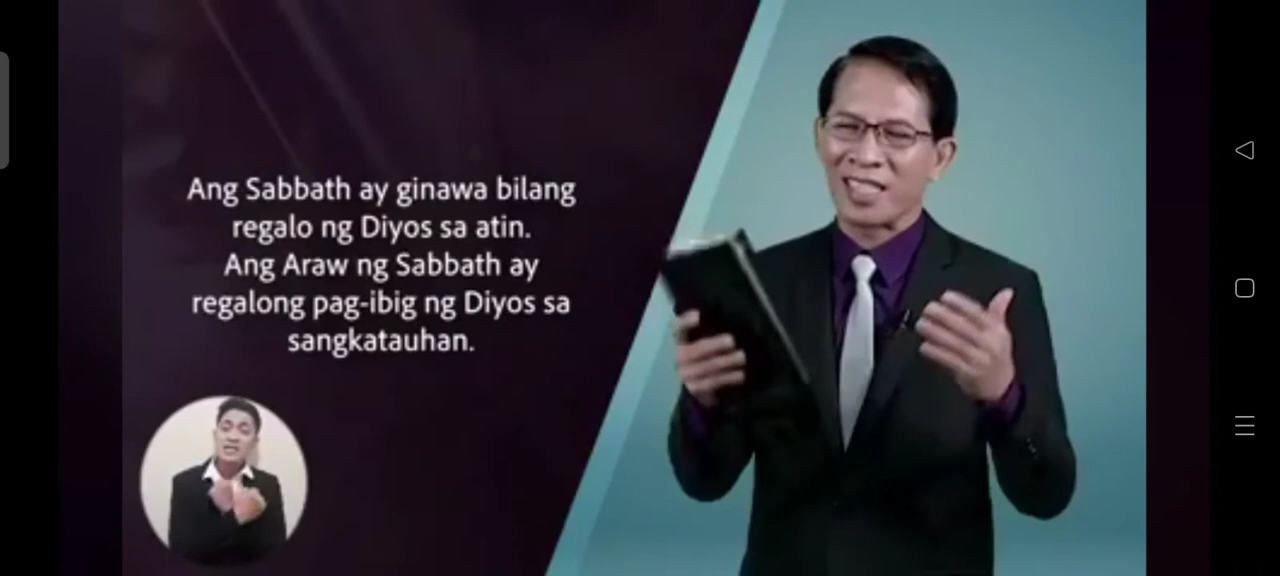 Ang Sabbath ay ginawa bilang
regalo ng Diyos sa atin.
Ang Araw ng Sabbath ay
regalong pag-ibig ng Diyos sa
sangkatauhan.